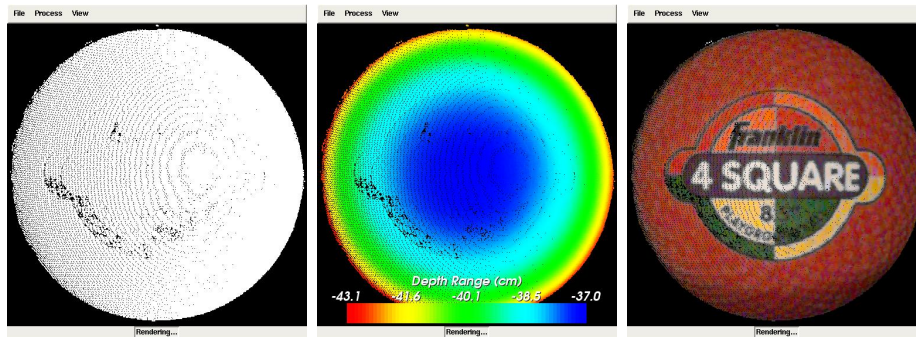 File Process View
Rendering...
File Process View
Depth Range (cm)
-43.1 -41.6 -40.1 -38.5 -37.0
Rendering...
File Process View
Franklin
4 SQUARE
8
Rendering...